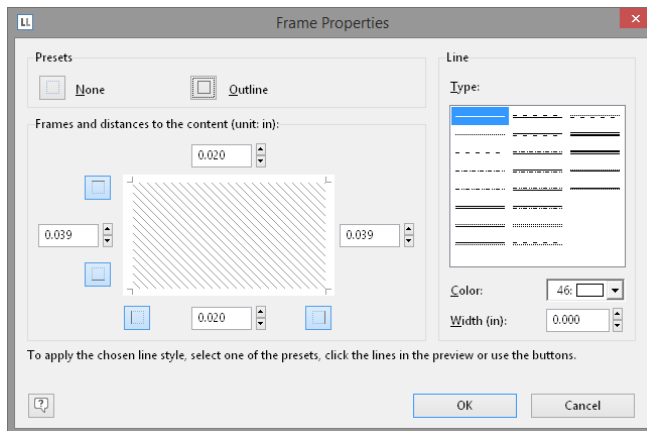 LL
Frame Properties
Presets
None
Outline
Frames and distances to the content (unit: in):
0.020
0.039
0.039
0.020
Line
Type:
Color:
46:
Width (in):
0.000
To apply the chosen line style, select one of the presets, click the lines in the preview or use the buttons.
OK
Cancel